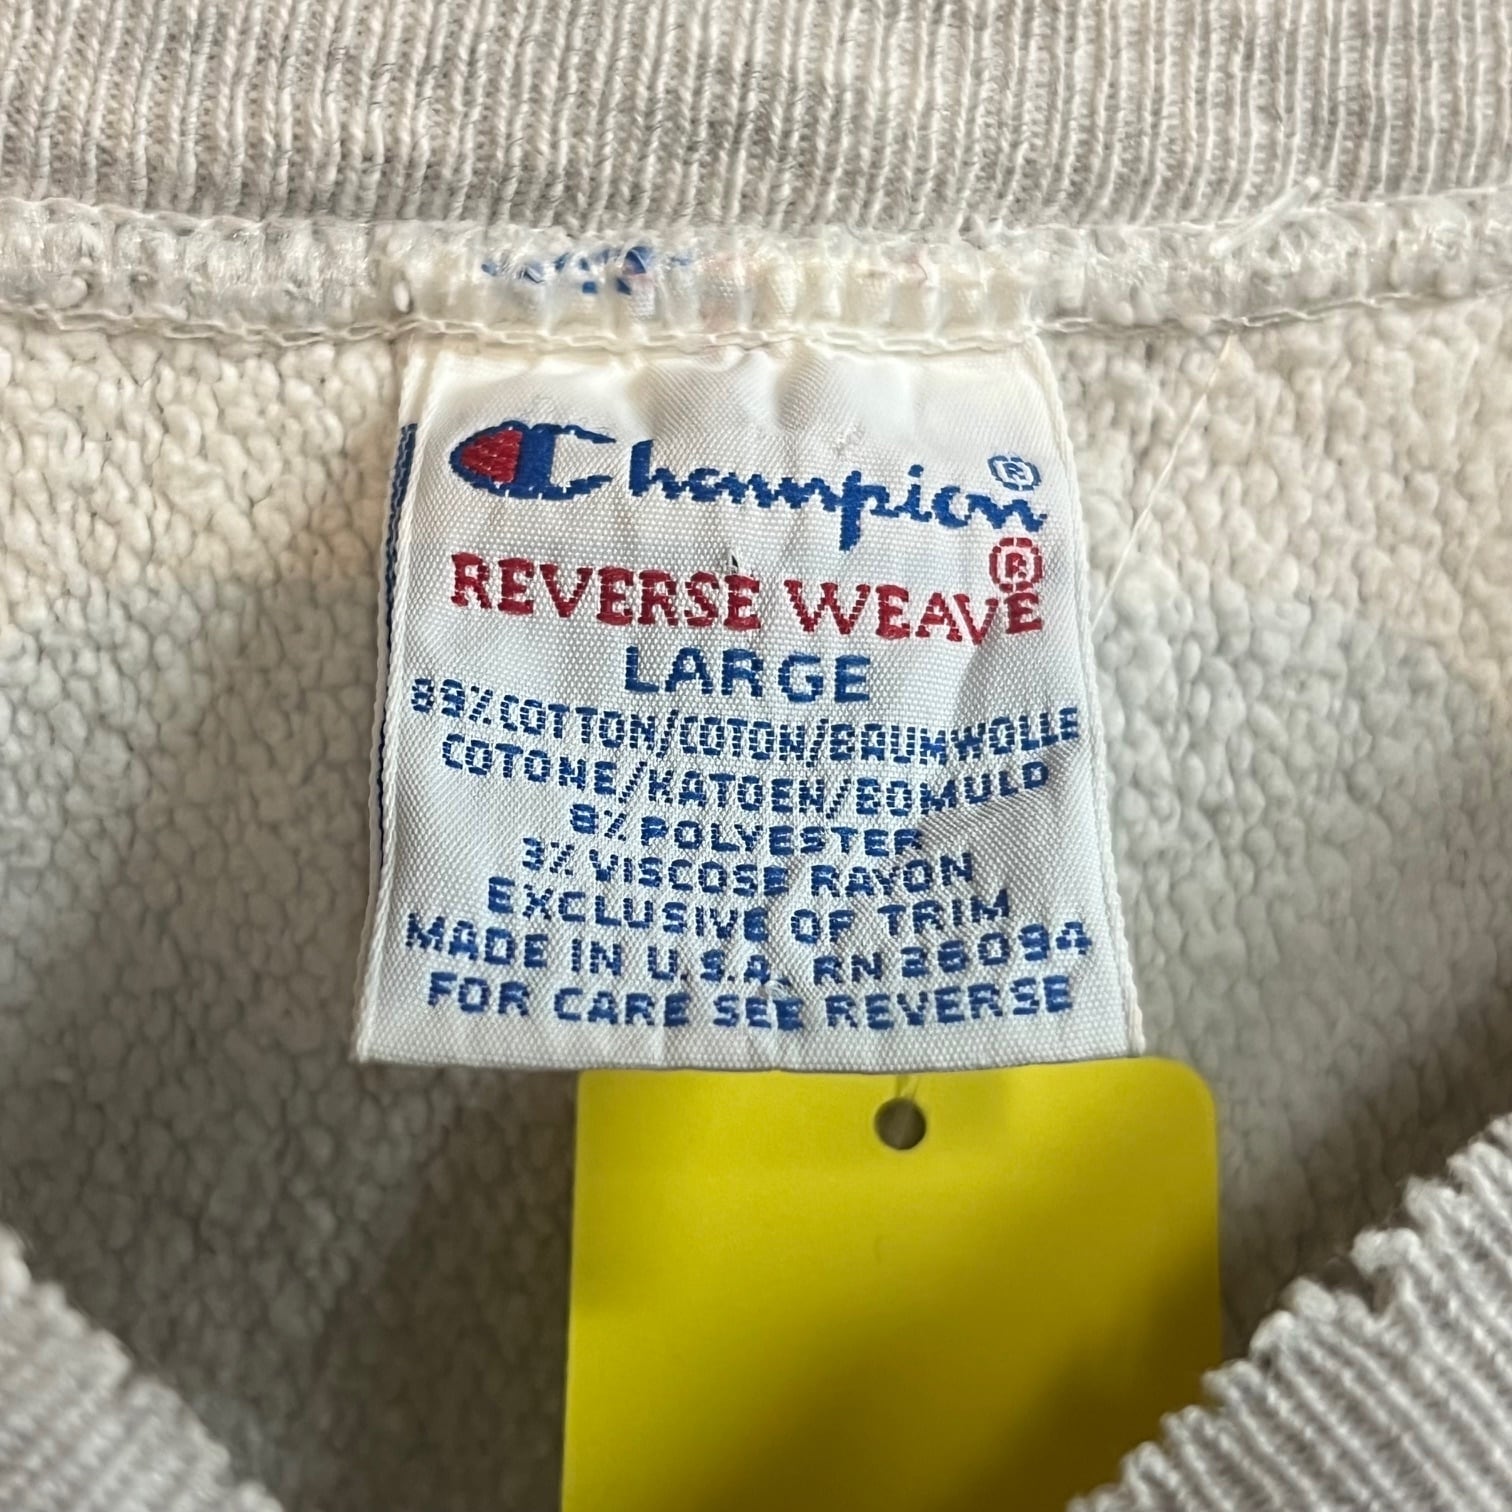 Champion®
REVERSE WEAVE®
LARGE
89% COTTON/COTON/BAUMWOLLE
COTONE/KATOEN/BOMULD
8% POLYESTER
3% VISCOSE RAYON
EXCLUSIVE OF TRIM
MADE IN U.S.A. RN 26094
FOR CARE SEE REVERSE